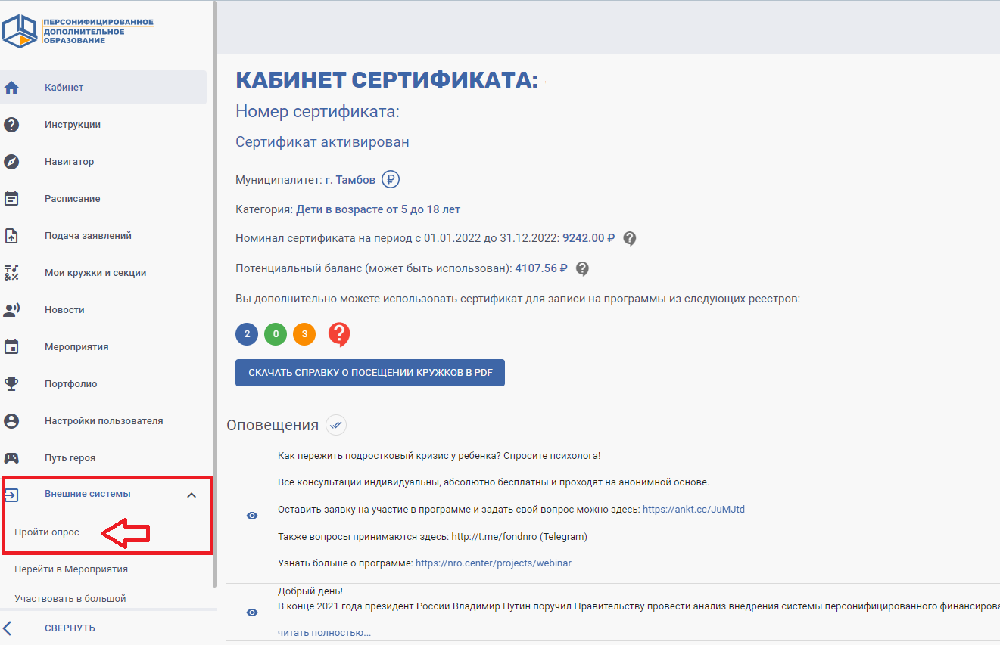 ПЕРСОНИФИЦИРОВАННОЕ
ДОПОЛНИТЕЛЬНОЕ
ОБРАЗОВАНИЕ
Кабинет
Инструкции
Навигатор
Расписание
Подача заявлений
Мои кружки и секции
Новости
Мероприятия
Портфолио
Настройки пользователя
Путь героя
Внешние системы
Пройти опрос
Перейти в Мероприятия
Участвовать в большой
СВЕРНУТЬ
КАБИНЕТ СЕРТИФИКАТА:
Номер сертификата:
Сертификат активирован
Муниципалитет: г. Тамбов ₽
Категория: Дети в возрасте от 5 до 18 лет
Номинал сертификата на период с 01.01.2022 до 31.12.2022: 9242.00 ₽ ?
Потенциальный баланс (может быть использован): 4107.56 ₽ ?
Вы дополнительно можете использовать сертификат для записи на программы из следующих реестров:
2 0 3 ?
СКАЧАТЬ СПРАВКУ О ПОСЕЩЕНИИ КРУЖКОВ В PDF
Оповещения
Как пережить подростковый кризис у ребенка? Спросите психолога!
Все консультации индивидуальны, абсолютно бесплатны и проходят на анонимной основе.
Оставить заявку на участие в программе и задать свой вопрос можно здесь: https://ankt.cc/JuMJtd
Также вопросы принимаются здесь: http://t.me/fondnro (Telegram)
Узнать больше о программе: https://nro.center/projects/webinar
Добрый день!
В конце 2021 года президент России Владимир Путин поручил Правительству провести анализ внедрения системы персонифицированного финансирова
читать полностью...